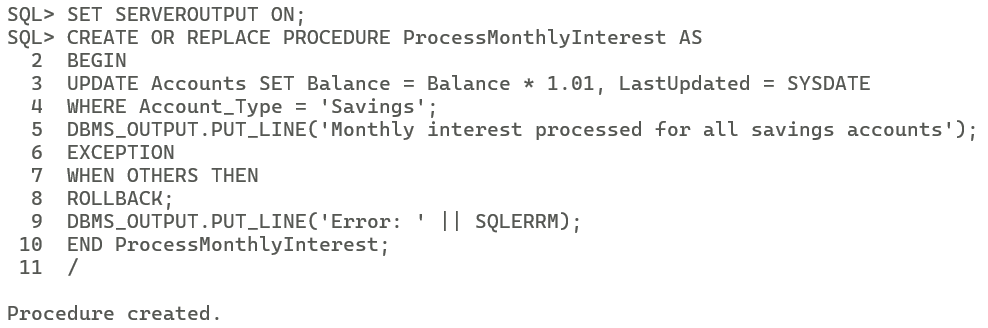 SQL> SET SERVEROUTPUT ON;
SQL> CREATE OR REPLACE PROCEDURE ProcessMonthlyInterest AS
  2  BEGIN
  3  UPDATE Accounts SET Balance = Balance * 1.01, LastUpdated = SYSDATE
  4  WHERE Account_Type = 'Savings';
  5  DBMS_OUTPUT.PUT_LINE('Monthly interest processed for all savings accounts');
  6  EXCEPTION
  7  WHEN OTHERS THEN
  8  ROLLBACK;
  9  DBMS_OUTPUT.PUT_LINE('Error: ' || SQLERRM);
 10  END ProcessMonthlyInterest;
 11  /

Procedure created.